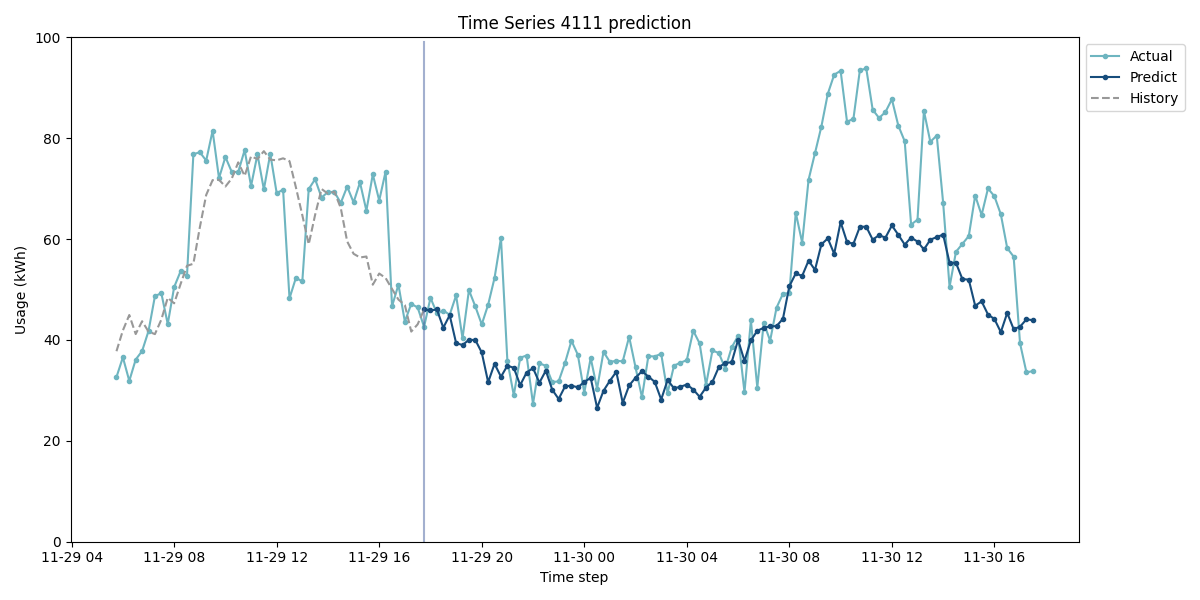 Time Series 4111 prediction
Usage (kWh)
100
80
60
40
20
0
11-29 04
11-29 08
11-29 12
11-29 16
11-29 20
11-30 00
11-30 04
11-30 08
11-30 12
11-30 16
Time step
Actual
Predict
History